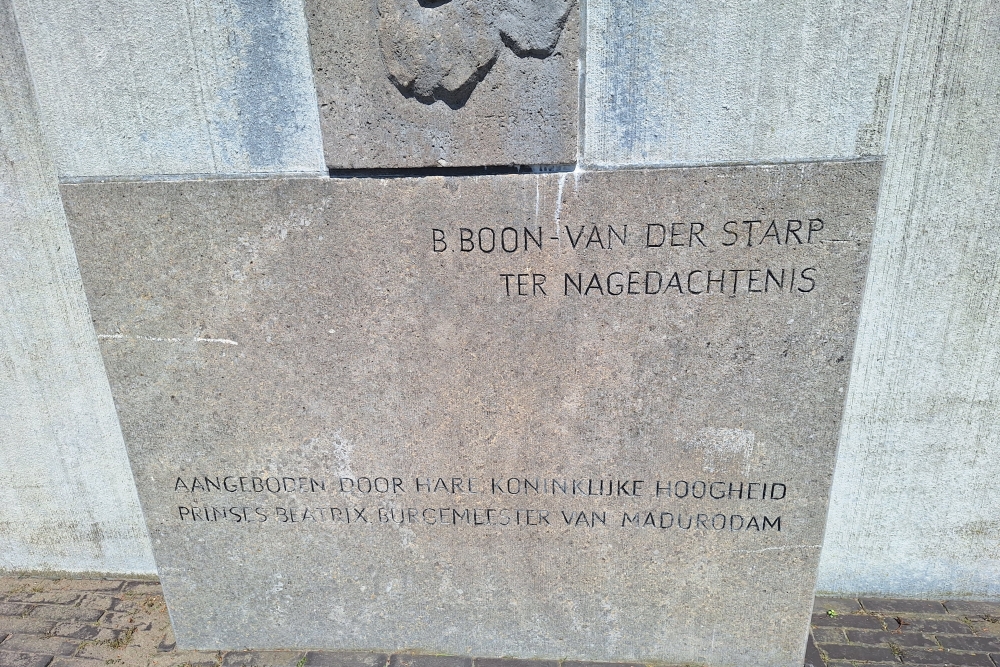 B. BOON-VAN DER STARP
TER NAGEDACHTENIS
AANGEBODEN DOOR HARE KONINKLIJKE HOOGHEID
PRINSES BEATRIX BURGEMEESTER VAN MADURODAM